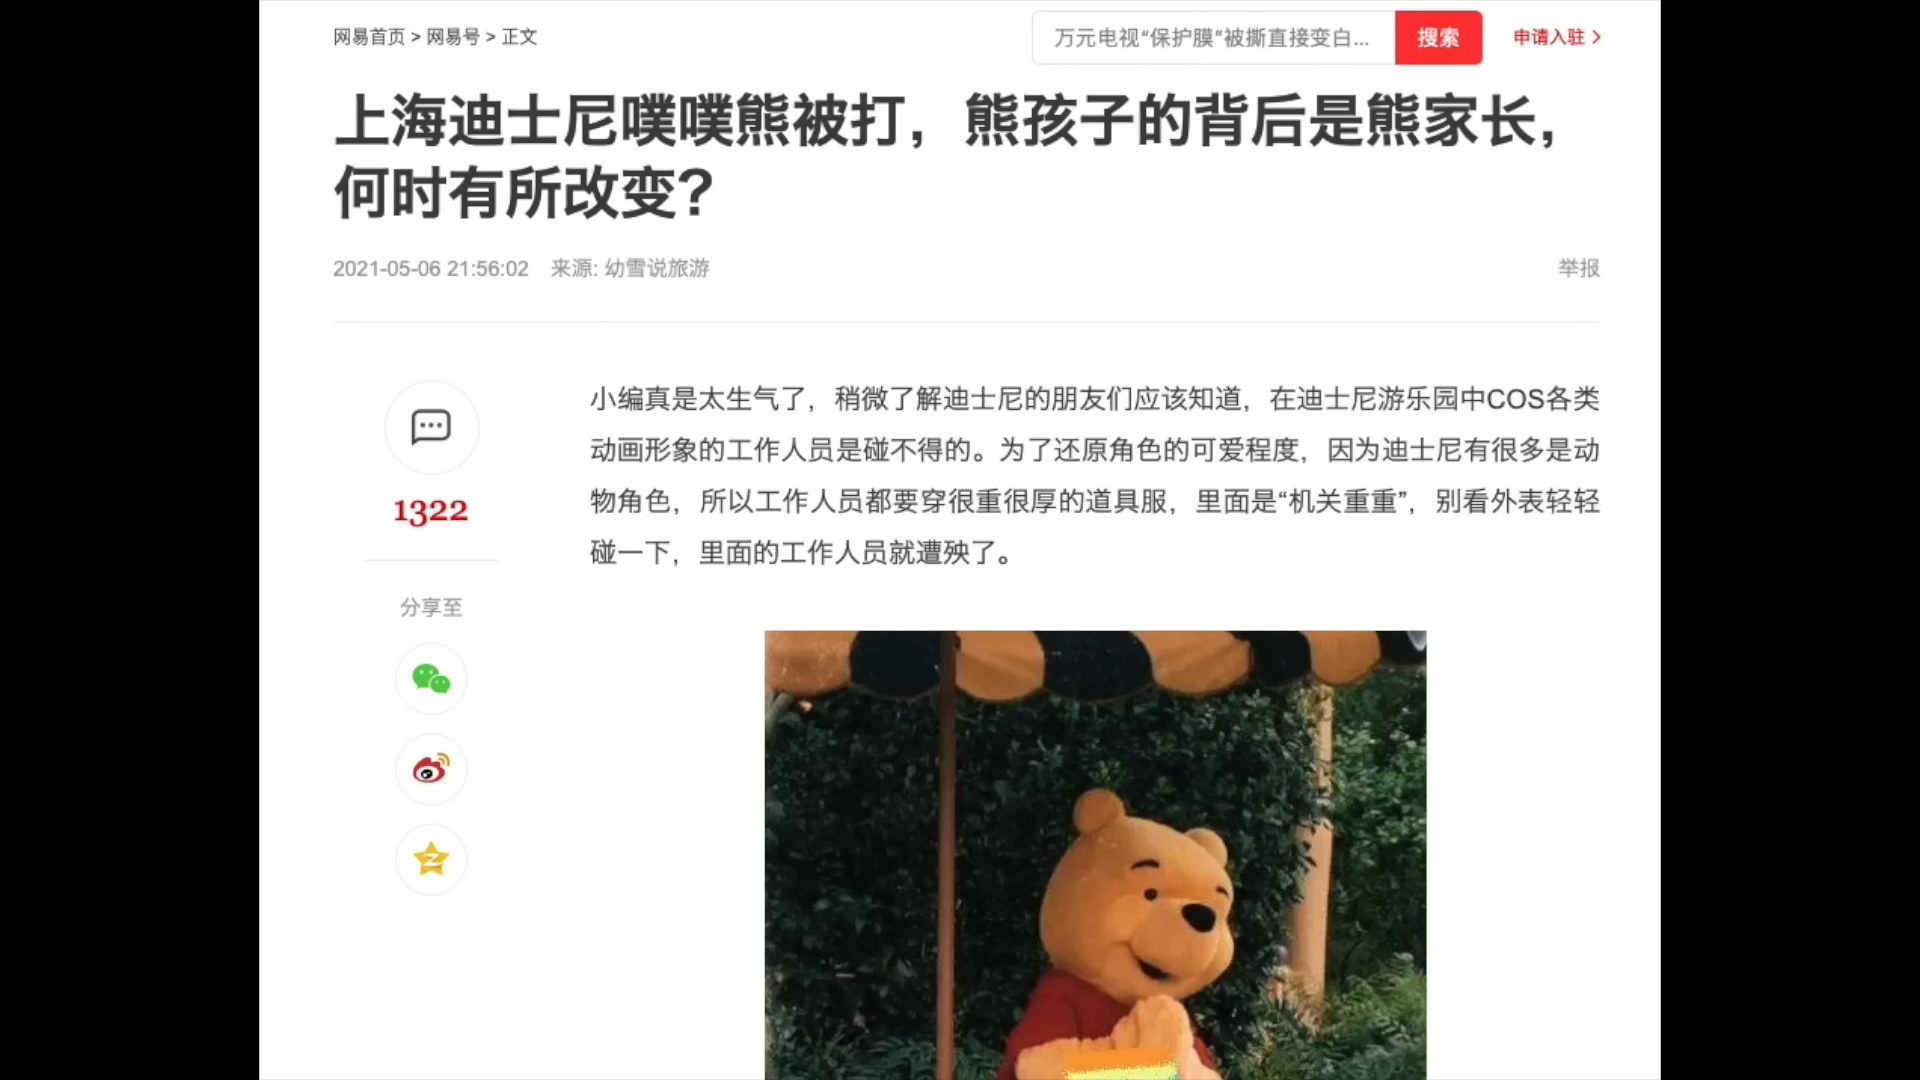 网易首页 > 网易号 > 正文
万元电视“保护膜”被撕直接变白...
搜索
申请入驻 >
上海迪士尼噗噗熊被打，熊孩子的背后是熊家长，
何时有所改变？
2021-05-06 21:56:02 来源: 幼雪说旅游
举报
小编真是太生气了，稍微了解迪士尼的朋友们应该知道，在迪士尼游乐园中COS各类
动画形象的工作人员是碰不得的。为了还原角色的可爱程度，因为迪士尼有很多是动
物角色，所以工作人员都要穿很重很厚的道具服，里面是“机关重重”，别看外表轻轻
碰一下，里面的工作人员就遭殃了。
1322
分享至